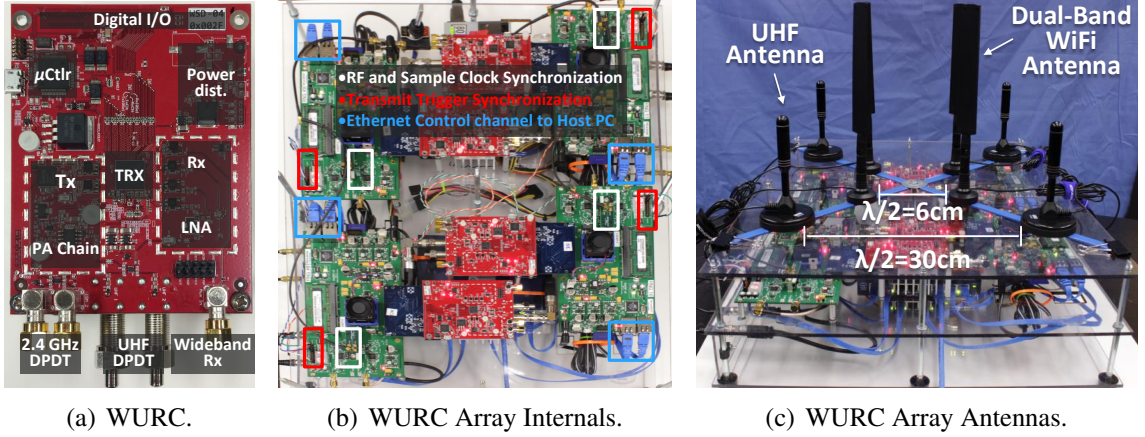 Digital I/O
WSD-04
0x002F
µCtlr
Power
dist.
Tx
TRX
Rx
PA Chain
LNA
2.4 GHz
DPDT
UHF
DPDT
Wideband
Rx
(a) WURC.
•RF and Sample Clock Synchronization
•Transmit Trigger Synchronization
•Ethernet Control channel to Host PC
(b) WURC Array Internals.
UHF
Antenna
Dual-Band
WiFi
Antenna
λ/2=6cm
λ/2=30cm
(c) WURC Array Antennas.